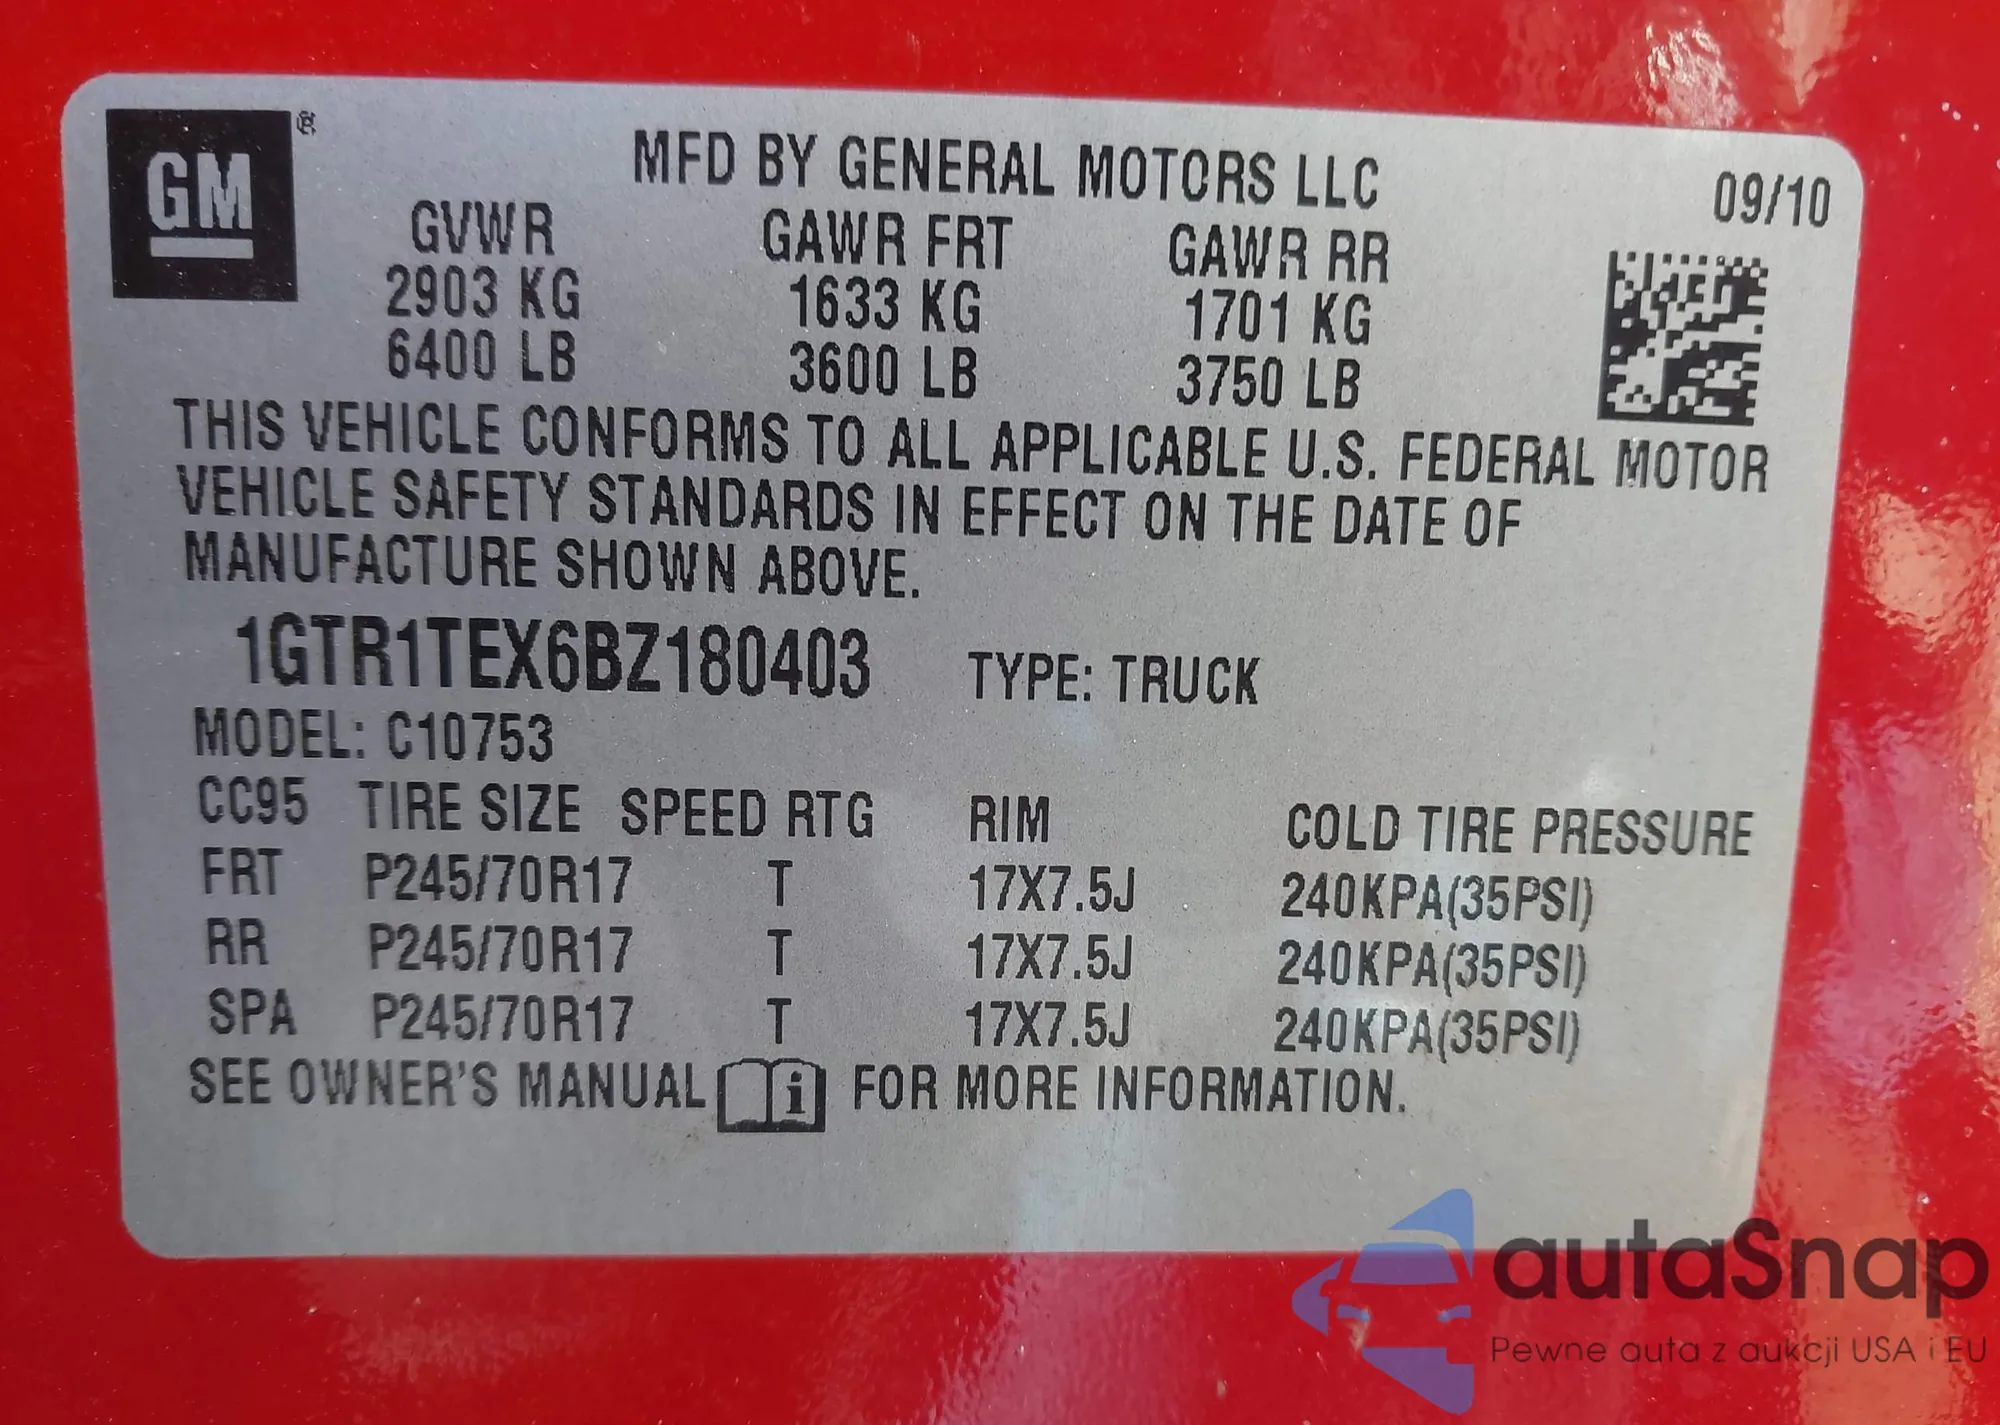 GM ®
MFD BY GENERAL MOTORS LLC 09/10
GVWR GAWR FRT GAWR RR
2903 KG 1633 KG 1701 KG
6400 LB 3600 LB 3750 LB
THIS VEHICLE CONFORMS TO ALL APPLICABLE U.S. FEDERAL MOTOR
VEHICLE SAFETY STANDARDS IN EFFECT ON THE DATE OF
MANUFACTURE SHOWN ABOVE.
1GTR1TEX6BZ180403 TYPE: TRUCK
MODEL: C10753
CC95 TIRE SIZE SPEED RTG RIM COLD TIRE PRESSURE
FRT P245/70R17 T 17X7.5J 240KPA(35PSI)
RR P245/70R17 T 17X7.5J 240KPA(35PSI)
SPA P245/70R17 T 17X7.5J 240KPA(35PSI)
SEE OWNER'S MANUAL i FOR MORE INFORMATION.
autaSnap
Pewne auta z aukcji USA i EU